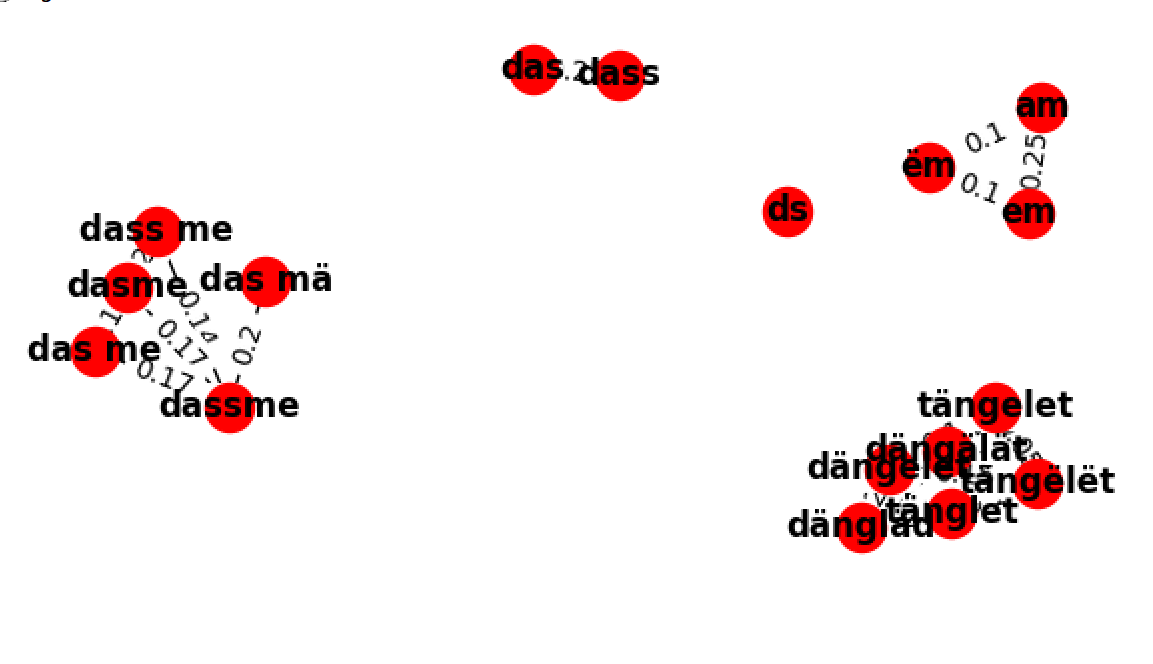 das
dass
am
0.1
ëm
0.25
0.1
em
ds
dass me
dasme
das mä
0.14
0.17
0.2
das me
0.17
dassme
tängelet
dängälät
dängelet
tängëlët
tänglet
dänglad